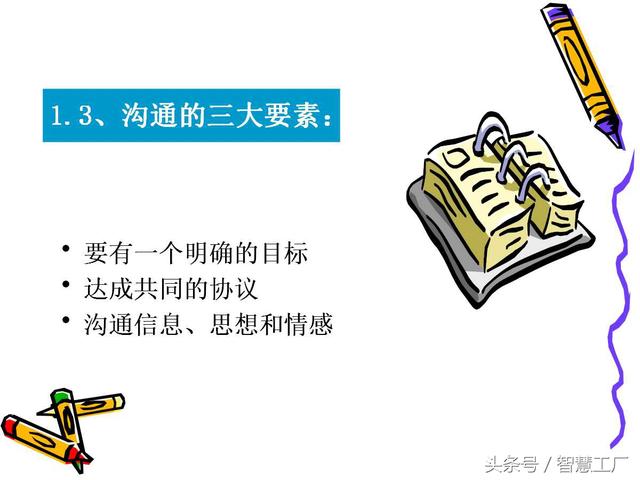 1.3、沟通的三大要素：
• 要有一个明确的目标
• 达成共同的协议
• 沟通信息、思想和情感
头条号 / 智慧工厂